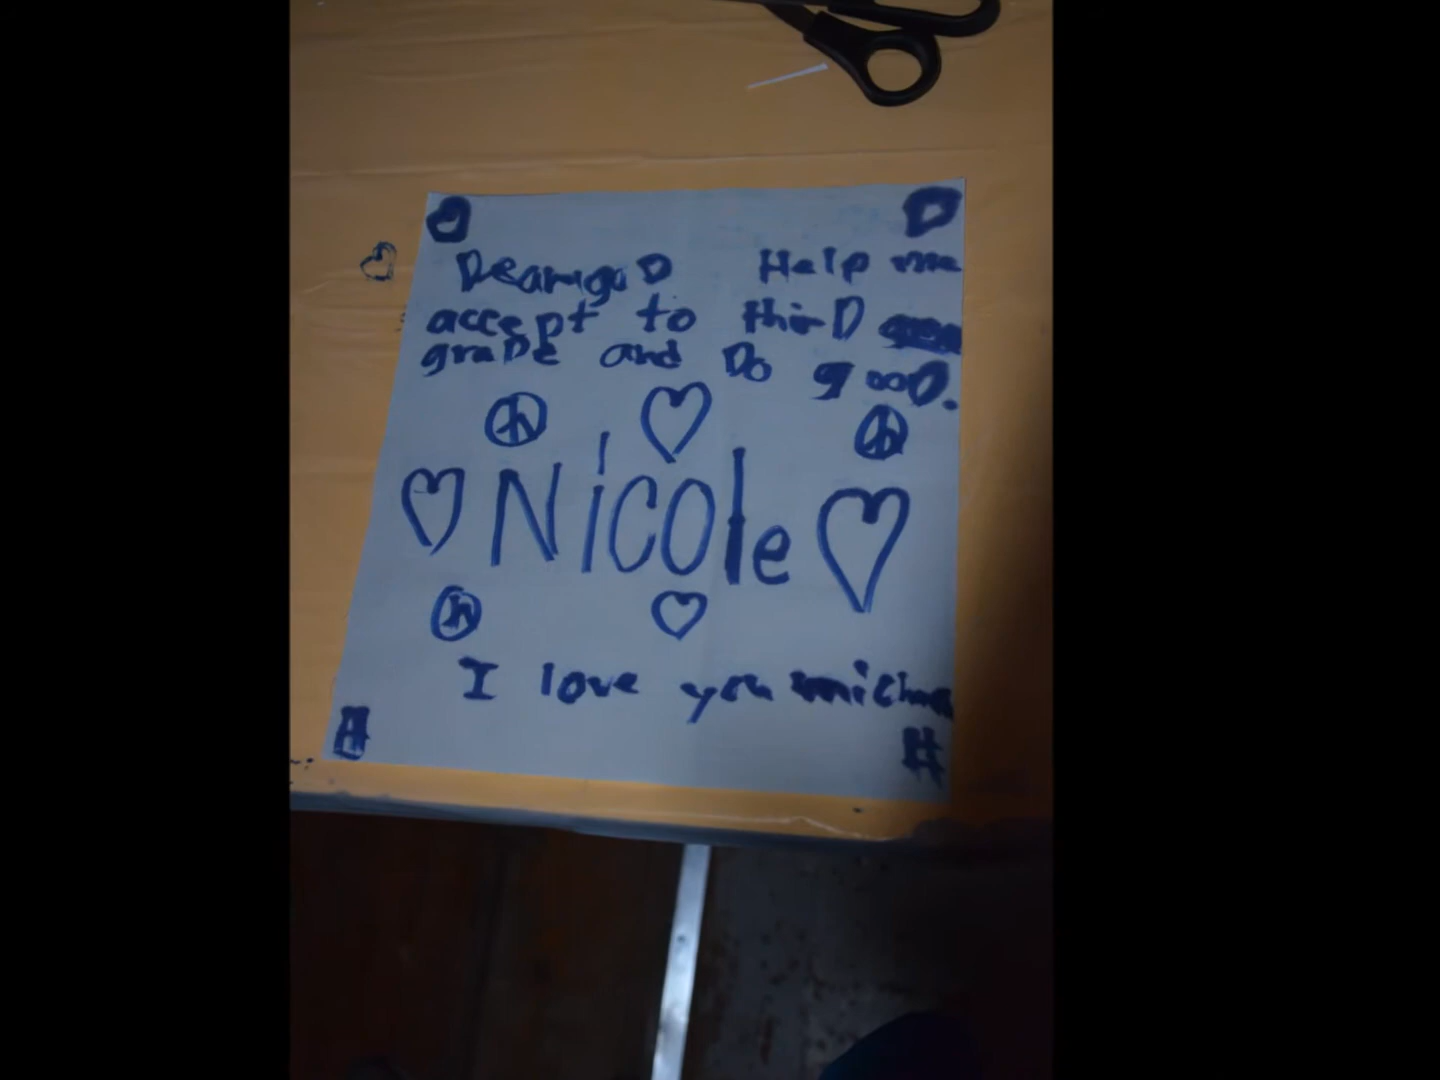 Dear goD Help me
accept to thirD
graDe and Do gooD.
Nicole
I love you